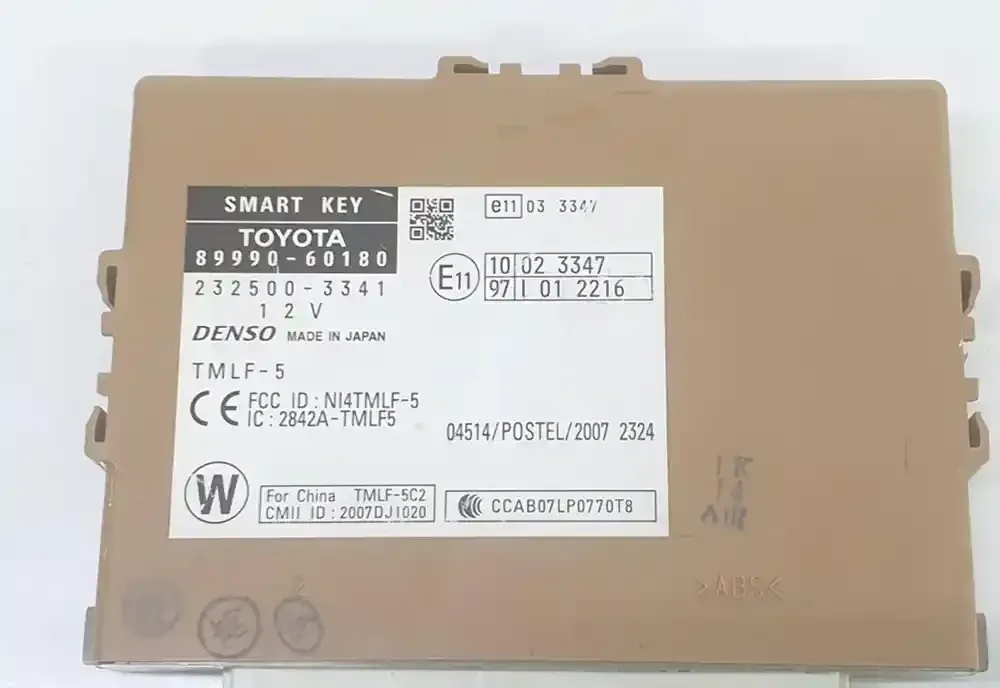 SMART KEY
TOYOTA
89990-60180
232500-3341
12V
DENSO MADE IN JAPAN
TMLF-5
CE FCC ID : NI4TMLF-5
IC : 2842A-TMLF5
e11 03 3347
E11 10 02 3347
97 I 01 2216
04514/POSTEL/2007 2324
W
For China TMLF-5C2
CMII ID : 2007DJ1020
CCC CCAB07LP0770T8
>ABS<